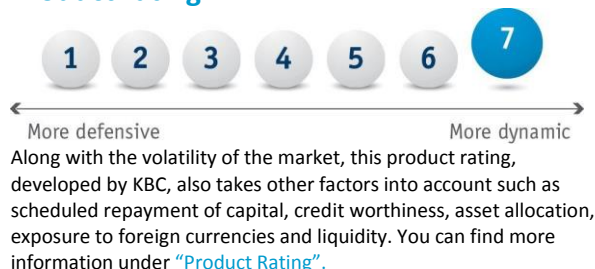 1 2 3 4 5 6 7
More defensive More dynamic
Along with the volatility of the market, this product rating,
developed by KBC, also takes other factors into account such as
scheduled repayment of capital, credit worthiness, asset allocation,
exposure to foreign currencies and liquidity. You can find more
information under “Product Rating”.